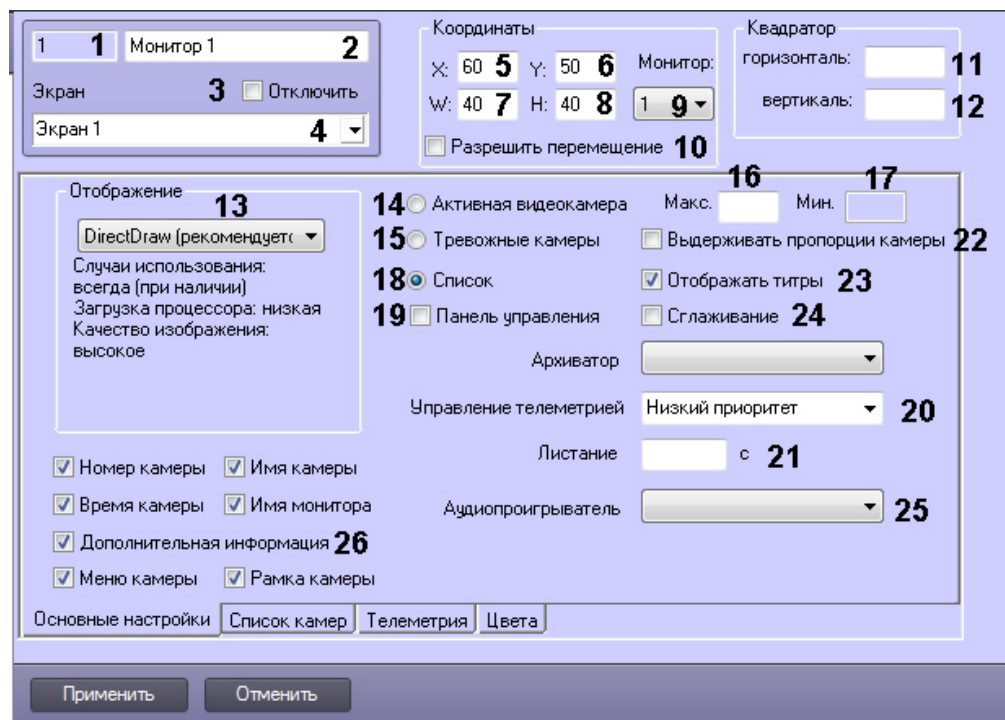 1 1 Монитор 1 2
Экран 3 Отключить
Экран 1 4
Координаты
X: 60 5 Y: 50 6 Монитор:
W: 40 7 H: 40 8 1 9
Разрешить перемещение 10
Квадратор
горизонталь: 11
вертикаль: 12
Отображение
13
DirectDraw (рекомендуетс
Случаи использования:
всегда (при наличии)
Загрузка процессора: низкая
Качество изображения:
высокое
16 17
14 Активная видеокамера Макс. Мин.
15 Тревожные камеры Выдерживать пропорции камеры 22
18 Список Отображать титры 23
19 Панель управления Сглаживание 24
Архиватор
Управление телеметрией Низкий приоритет 20
Листание с 21
Аудиопроигрыватель 25
Номер камеры Имя камеры
Время камеры Имя монитора
Дополнительная информация 26
Меню камеры Рамка камеры
Основные настройки Список камер Телеметрия Цвета
Применить Отменить